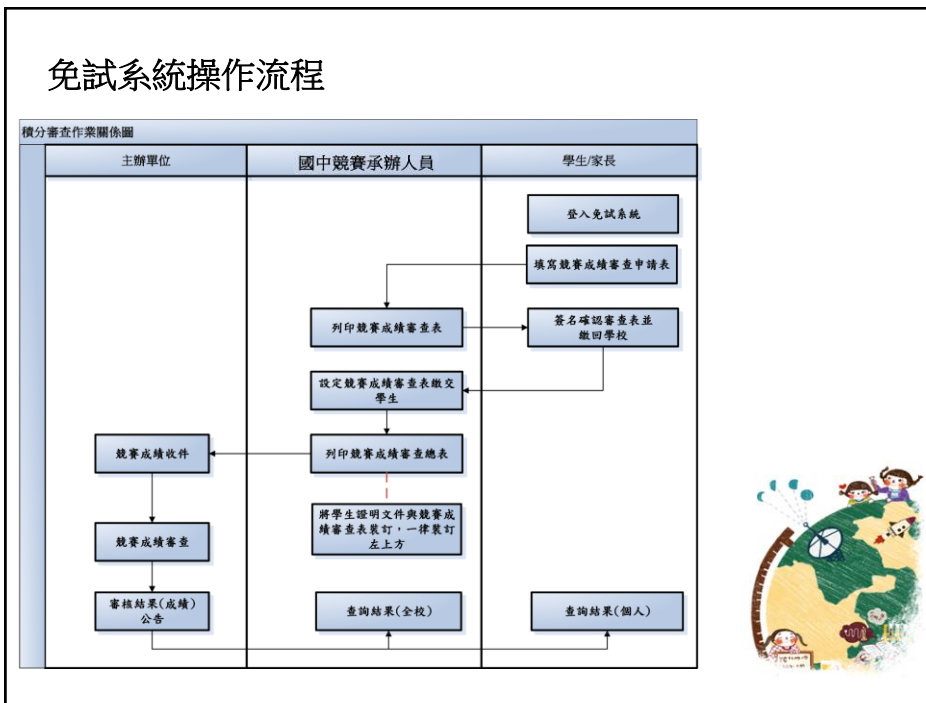 免試系統操作流程
積分審查作業關係圖
主辦單位
國中競賽承辦人員
學生/家長
登入免試系統
填寫競賽成績審查申請表
列印競賽成績審查表
簽名確認審查表並
繳回學校
設定競賽成績審查表繳交
學生
競賽成績收件
列印競賽成績審查總表
將學生證明文件與競賽成
績審查表裝訂，一律裝訂
左上方
競賽成績審查
審核結果(成績)
公告
查詢結果(全校)
查詢結果(個人)